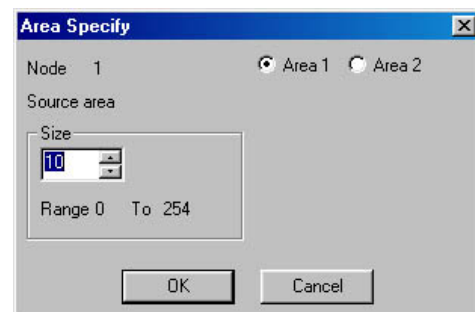 Area Specify
Node 1 Area 1 Area 2
Source area
Size
10
Range 0 To 254
OK Cancel